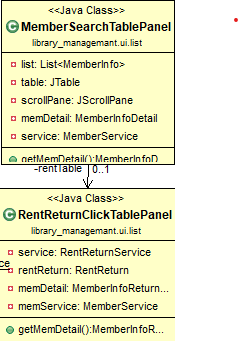 <<Java Class>>
MemberSearchTablePanel
library_managemant.ui.list
list: List<MemberInfo>
table: JTable
scrollPane: JScrollPane
memDetail: MemberInfoDetail
service: MemberService
getMemDetail():MemberInfoD
-rentTable 0..1
<<Java Class>>
RentReturnClickTablePanel
library_managemant.ui.list
service: RentReturnService
rentReturn: RentReturn
memDetail: MemberInfoReturn...
memService: MemberService
getMemDetail():MemberInfoR...